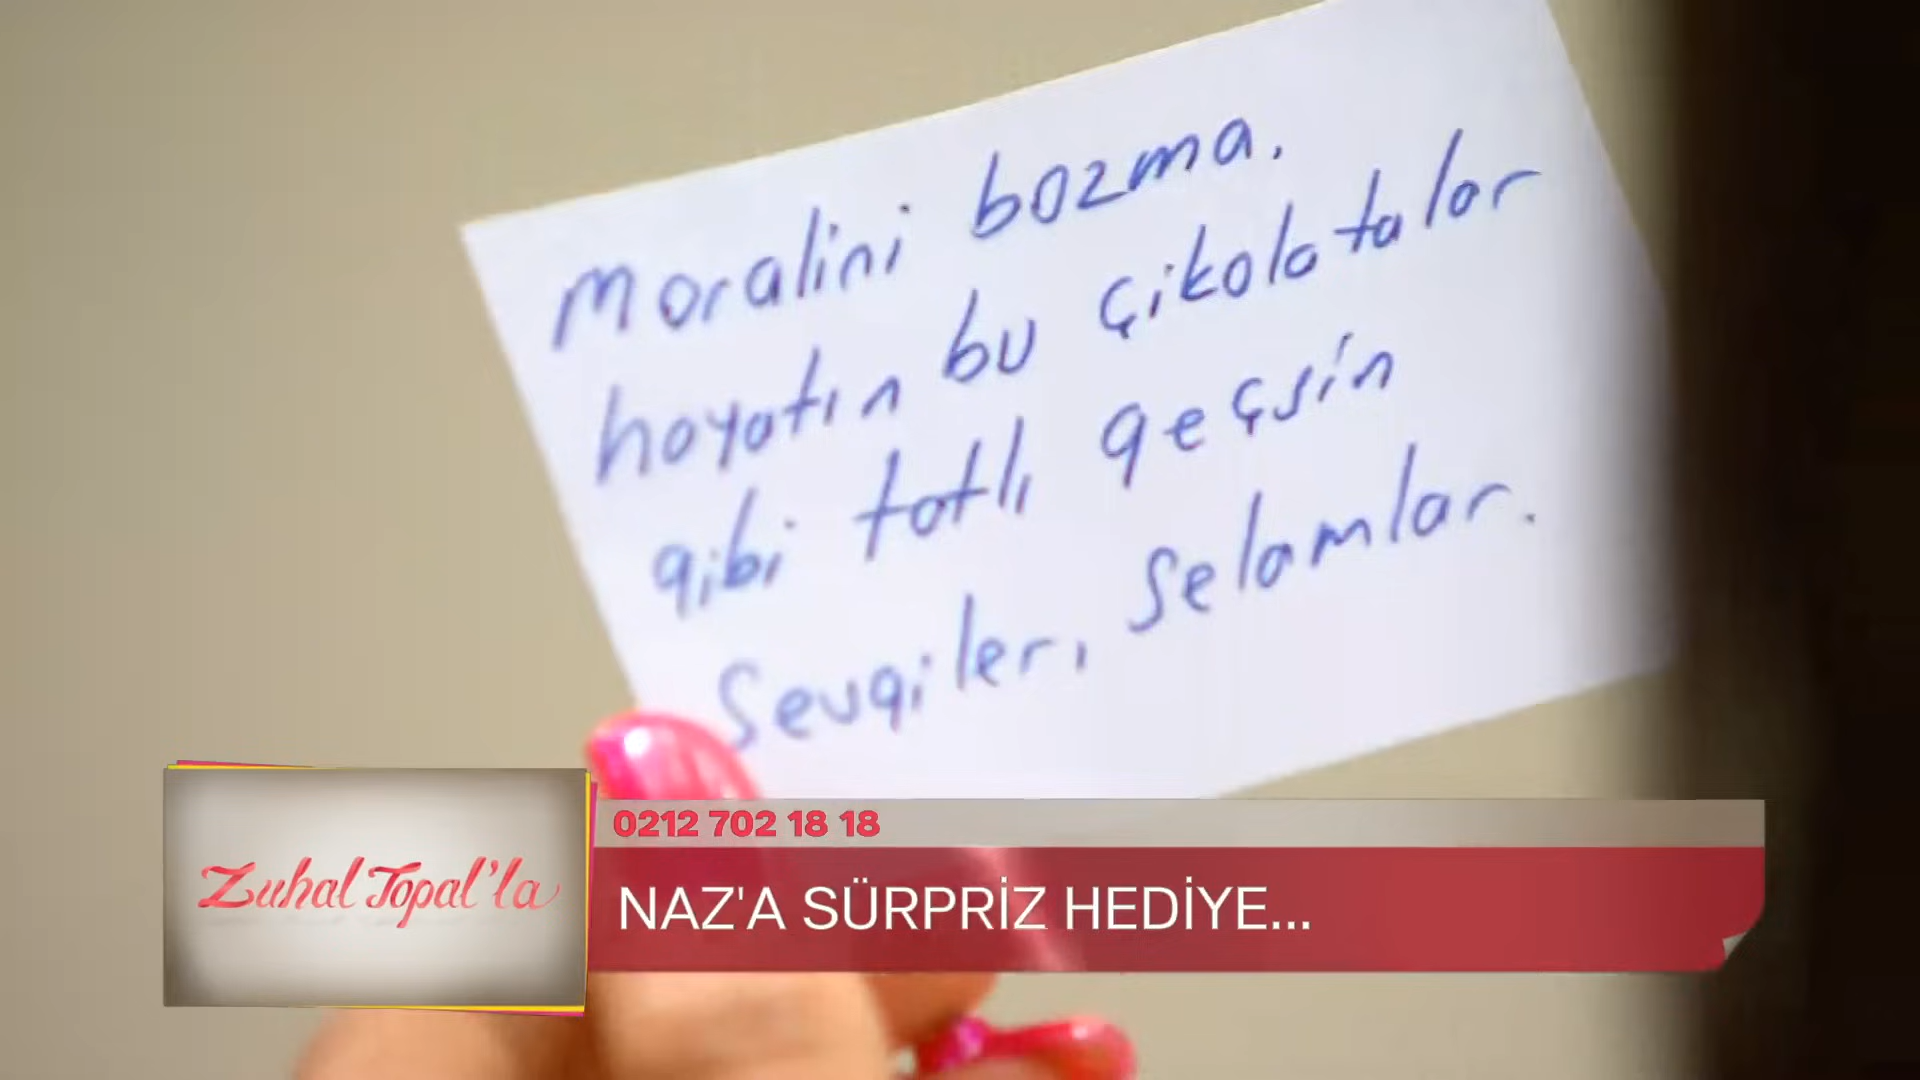 Moralini bozma.
hayatın bu çikolatalar
gibi tatlı geçsin
Sevgiler, Selamlar.
0212 702 18 18
Zuhal Topal'la
NAZ'A SÜRPRİZ HEDİYE...